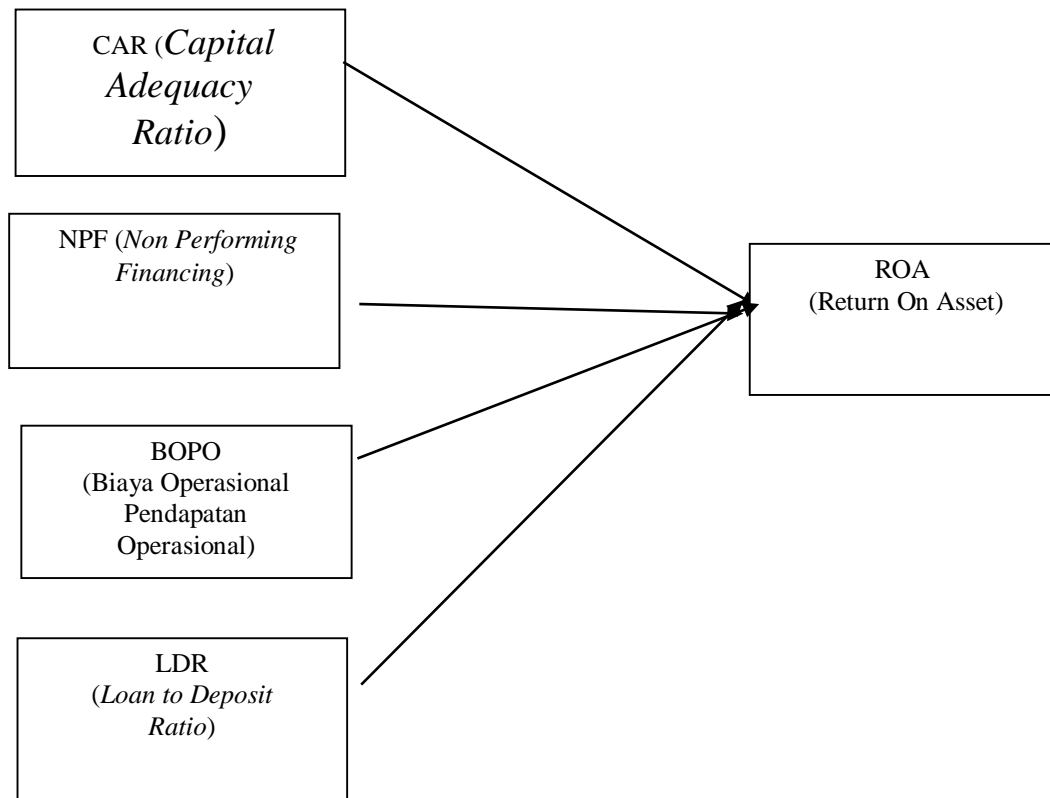 CAR (Capital
Adequacy
Ratio)
NPF (Non Performing
Financing)
BOPO
(Biaya Operasional
Pendapatan
Operasional)
LDR
(Loan to Deposit
Ratio)
ROA
(Return On Asset)